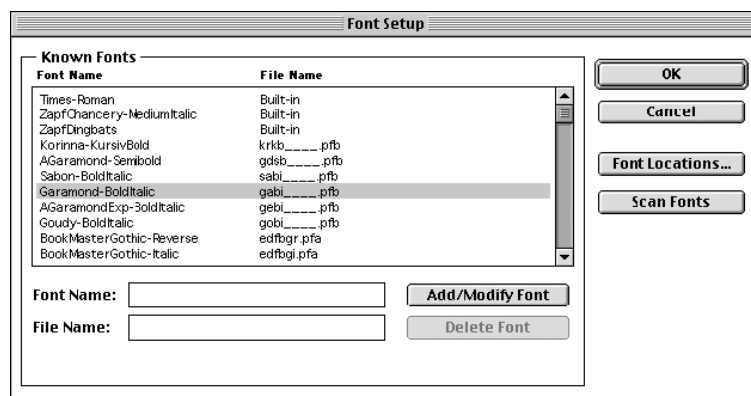 Font Setup
Known Fonts
Font Name File Name
Times-Roman Built-in
ZapfChancery-MediumItalic Built-in
ZapfDingbats Built-in
Korinna-KursivBold krkb____.pfb
AGaramond-Semibold gdsb____.pfb
Sabon-BoldItalic sabi____.pfb
Garamond-BoldItalic gabi____.pfb
AGaramondExp-BoldItalic gebi____.pfb
Goudy-BoldItalic gobi____.pfb
BookMasterGothic-Reverse edfbgr.pfa
BookMasterGothic-Italic edfbgi.pfa
Font Name: Add/Modify Font
File Name: Delete Font
OK
Cancel
Font Locations...
Scan Fonts